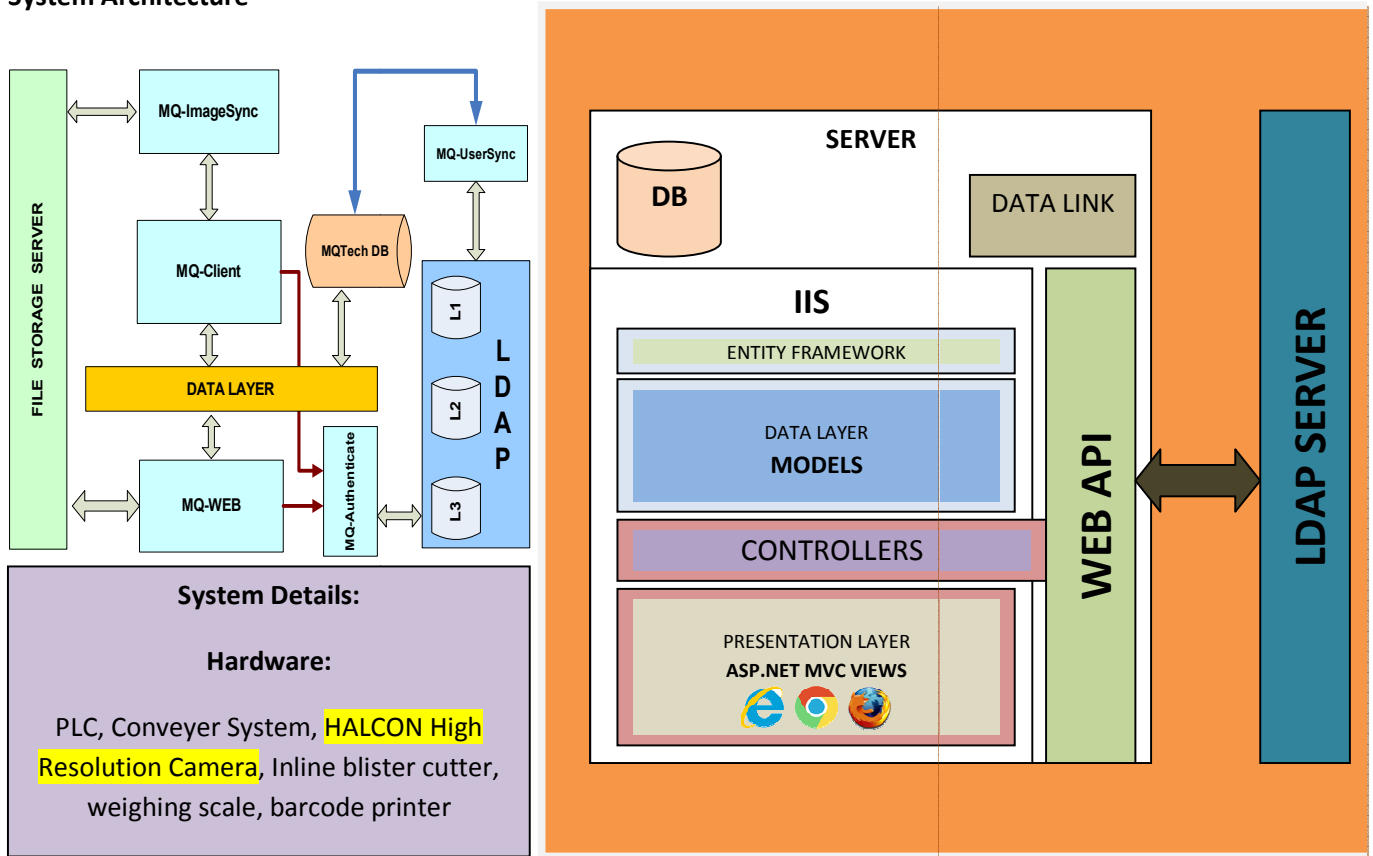 System Architecture
MQ-ImageSync
MQ-UserSync
FILE STORAGE SERVER
MQ-Client
MQTech DB
L1
L2
L3
L
D
A
P
DATA LAYER
MQ-WEB
MQ-Authenticate
System Details:
Hardware:
PLC, Conveyer System, HALCON High
Resolution Camera, Inline blister cutter,
weighing scale, barcode printer
SERVER
DB
DATA LINK
IIS
ENTITY FRAMEWORK
DATA LAYER
MODELS
CONTROLLERS
PRESENTATION LAYER
ASP.NET MVC VIEWS
WEB API
LDAP SERVER